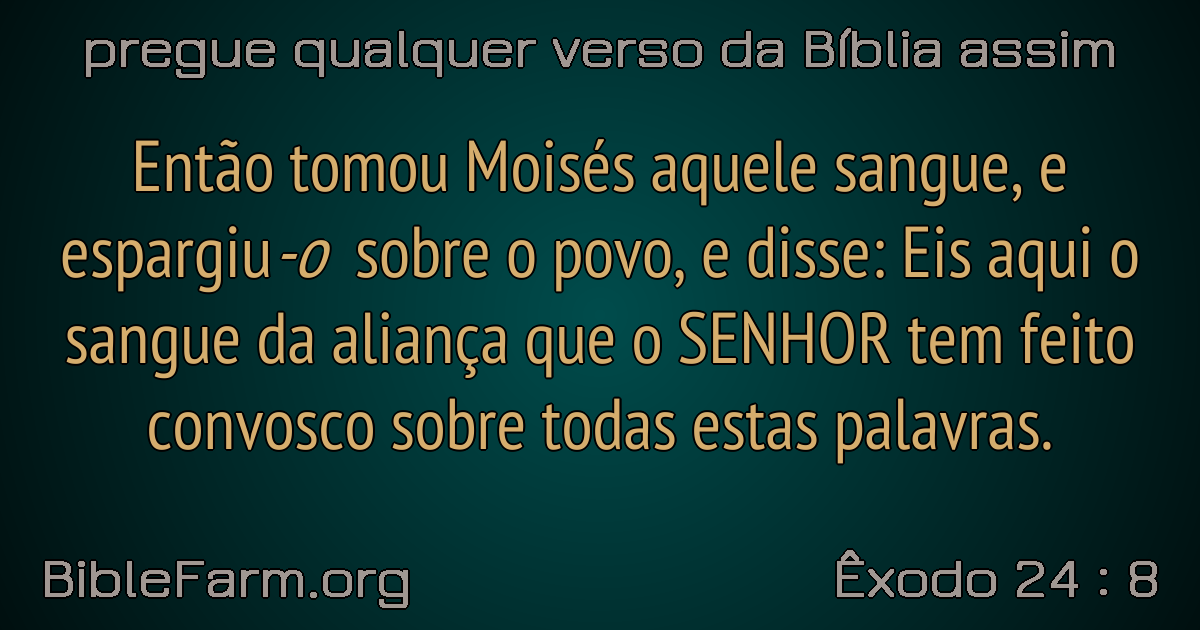 pregue qualquer verso da Bíblia assim
Então tomou Moisés aquele sangue, e
espargiu-o sobre o povo, e disse: Eis aqui o
sangue da aliança que o SENHOR tem feito
convosco sobre todas estas palavras.
BibleFarm.org
Êxodo 24 : 8